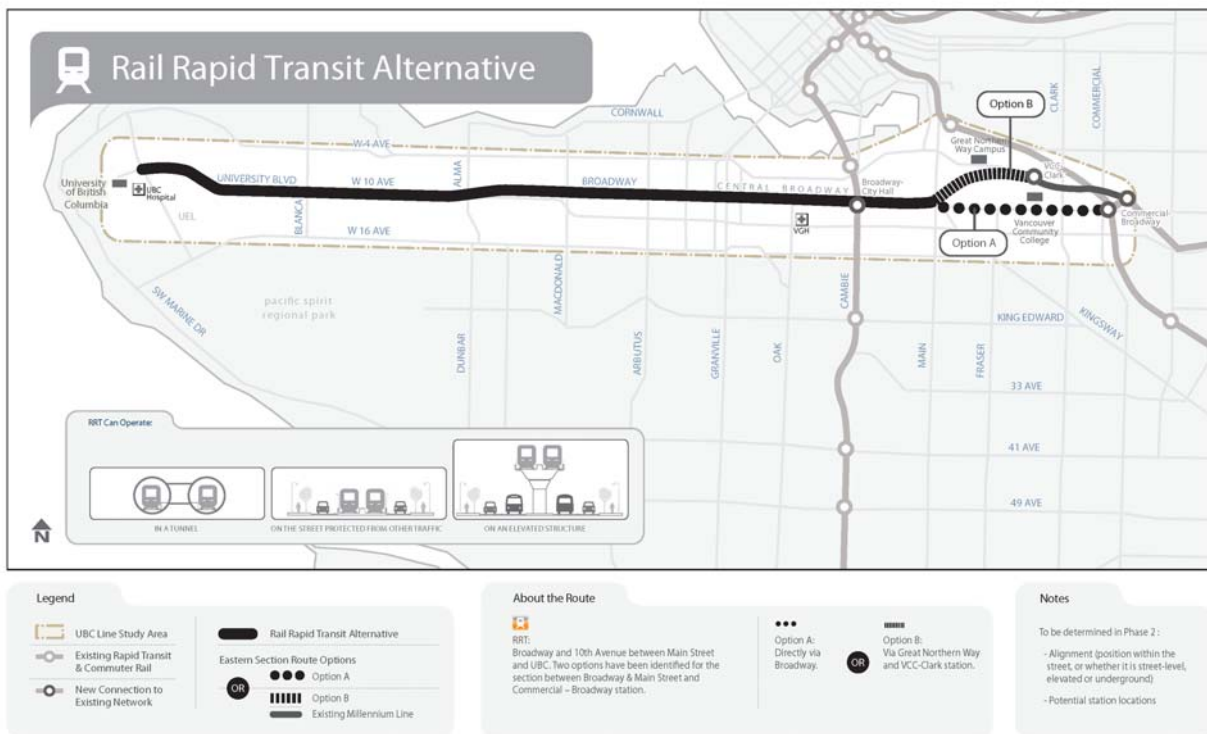 Rail Rapid Transit Alternative
CORNWALL
W 4 AVE
Option B
CLARK
COMMERCIAL
Great Northern
Way Campus
VCC-
Clark
University
of British
Columbia
UBC
Hospital
UNIVERSITY BLVD
W 10 AVE
ALMA
BROADWAY
CENTRAL BROADWAY
Broadway-
City Hall
UEL
BLANCA
W 16 AVE
VGH
Vancouver
Community
College
Commercial-
Broadway
Option A
SW MARINE DR
pacific spirit
regional park
DUNBAR
MACDONALD
ARBUTUS
GRANVILLE
OAK
CAMBIE
MAIN
FRASER
KING EDWARD
KINGSWAY
33 AVE
41 AVE
49 AVE
RRT Can Operate:
IN A TUNNEL
ON THE STREET PROTECTED FROM OTHER TRAFFIC
ON AN ELEVATED STRUCTURE
N
Legend
UBC Line Study Area
Existing Rapid Transit
& Commuter Rail
New Connection to
Existing Network
Rail Rapid Transit Alternative
Eastern Section Route Options
OR
Option A
Option B
Existing Millennium Line
About the Route
RRT:
Broadway and 10th Avenue between Main Street
and UBC. Two options have been identified for the
section between Broadway & Main Street and
Commercial – Broadway station.
Option A:
Directly via
Broadway.
OR
Option B:
Via Great Northern Way
and VCC-Clark station.
Notes
To be determined in Phase 2 :
- Alignment (position within the
street, or whether it is street-level,
elevated or underground)
- Potential station locations